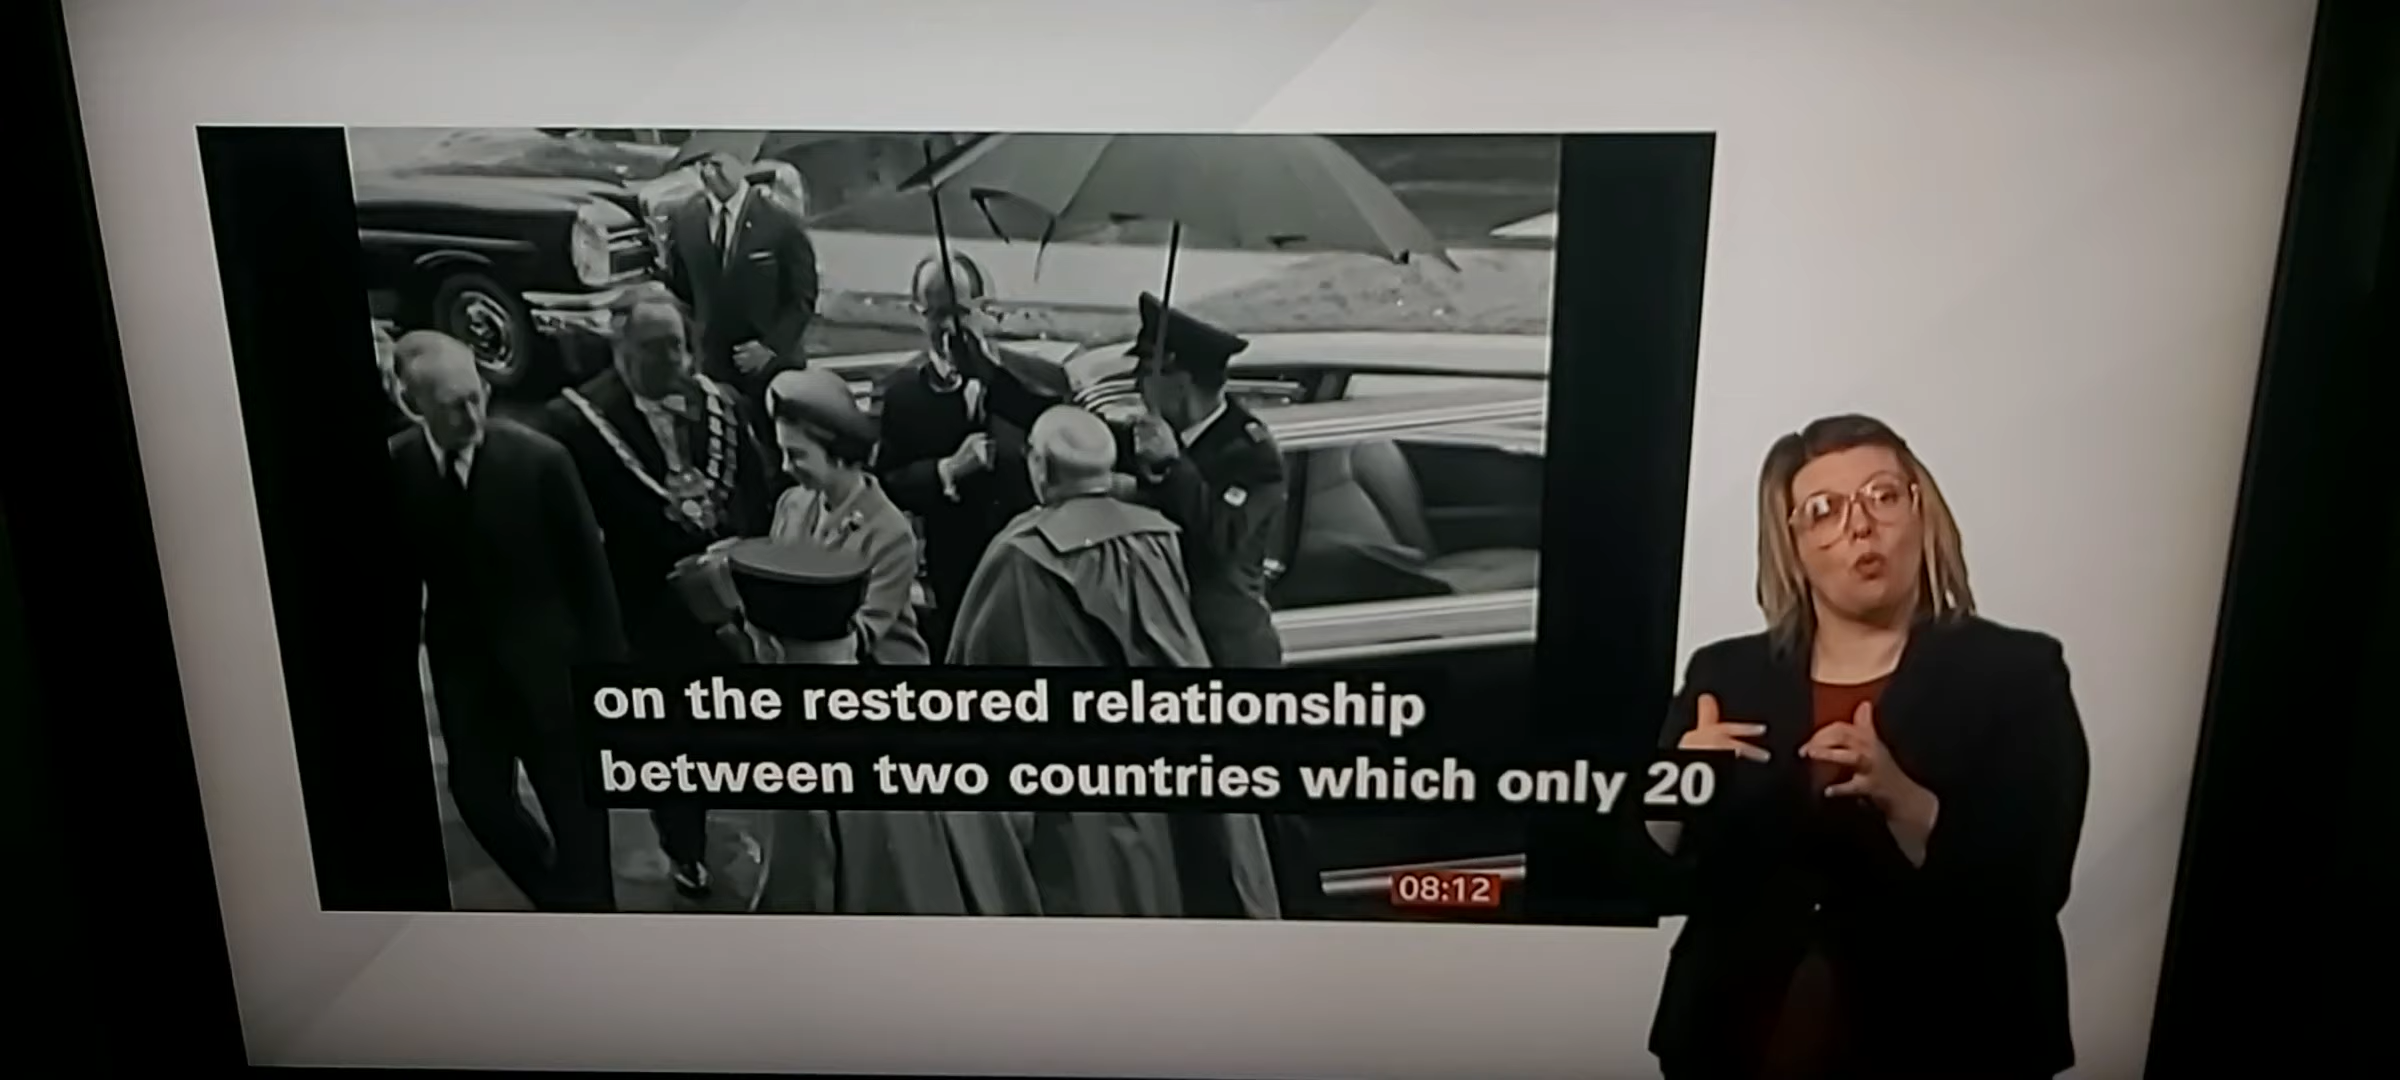 on the restored relationship
between two countries which only 20
08:12